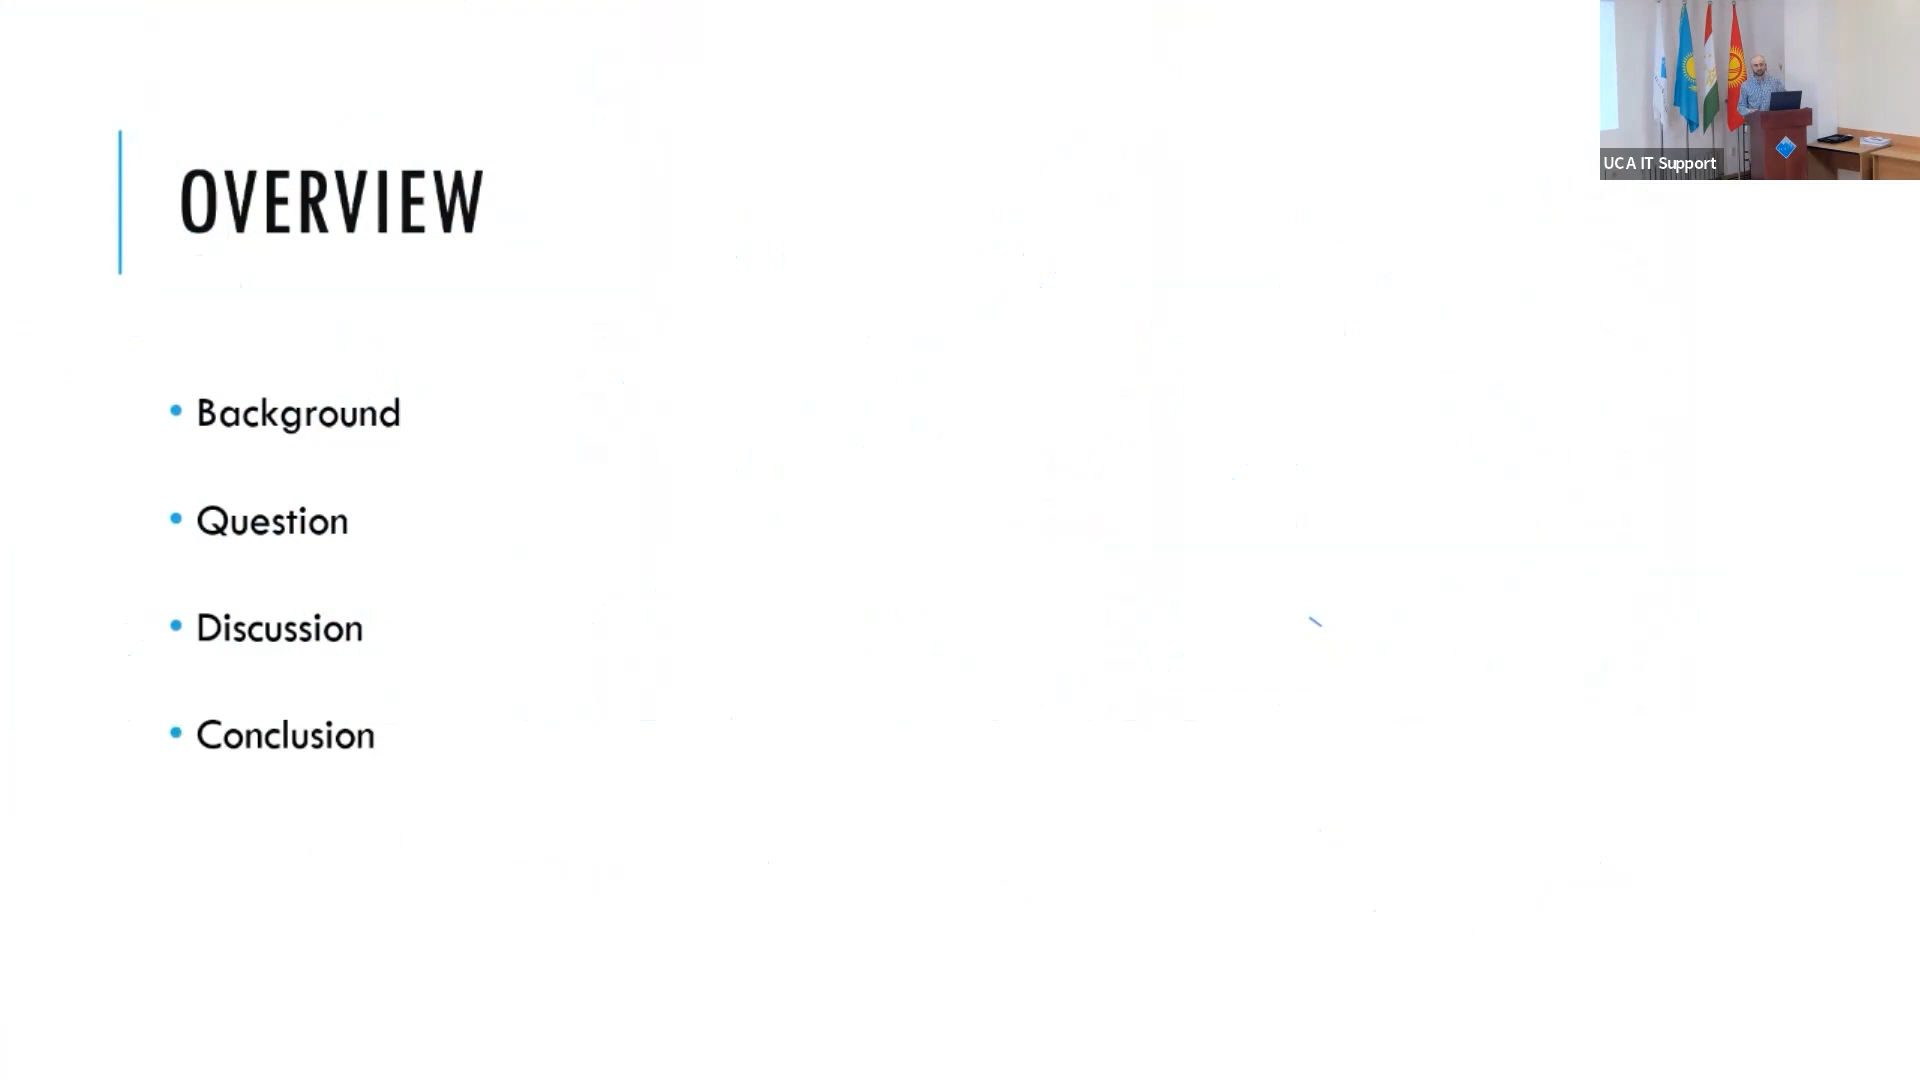 OVERVIEW
• Background
• Question
• Discussion
• Conclusion
UCA IT Support